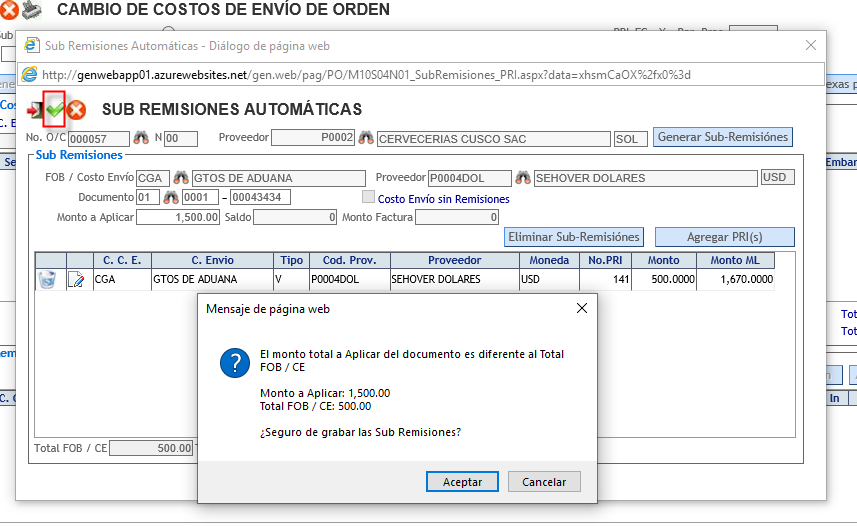 CAMBIO DE COSTOS DE ENVÍO DE ORDEN
Sub Remisiones Automáticas - Diálogo de página web
http://genwebapp01.azurewebsites.net/gen.web/pag/PO/M10S04N01_SubRemisiones_PRI.aspx?data=xhsmCaOX%2fx0%3d
SUB REMISIONES AUTOMÁTICAS
No. O/C 000057 N 00 Proveedor P0002 CERVECERIAS CUSCO SAC SOL Generar Sub-Remisiónes
Sub Remisiones
FOB / Costo Envío CGA GTOS DE ADUANA Proveedor P0004DOL SEHOVER DOLARES USD
Documento 01 0001 - 00043434 Costo Envío sin Remisiones
Monto a Aplicar 1,500.00 Saldo 0 Monto Factura 0
Eliminar Sub-Remisiónes Agregar PRI(s)
C. C. E. C. Envio Tipo Cod. Prov. Proveedor Moneda No.PRI Monto Monto ML
CGA GTOS DE ADUANA V P0004DOL SEHOVER DOLARES USD 141 500.0000 1,670.0000
Mensaje de página web
El monto total a Aplicar del documento es diferente al Total
FOB / CE
Monto a Aplicar: 1,500.00
Total FOB / CE: 500.00
¿Seguro de grabar las Sub Remisiones?
Total FOB / CE 500.00
Aceptar Cancelar